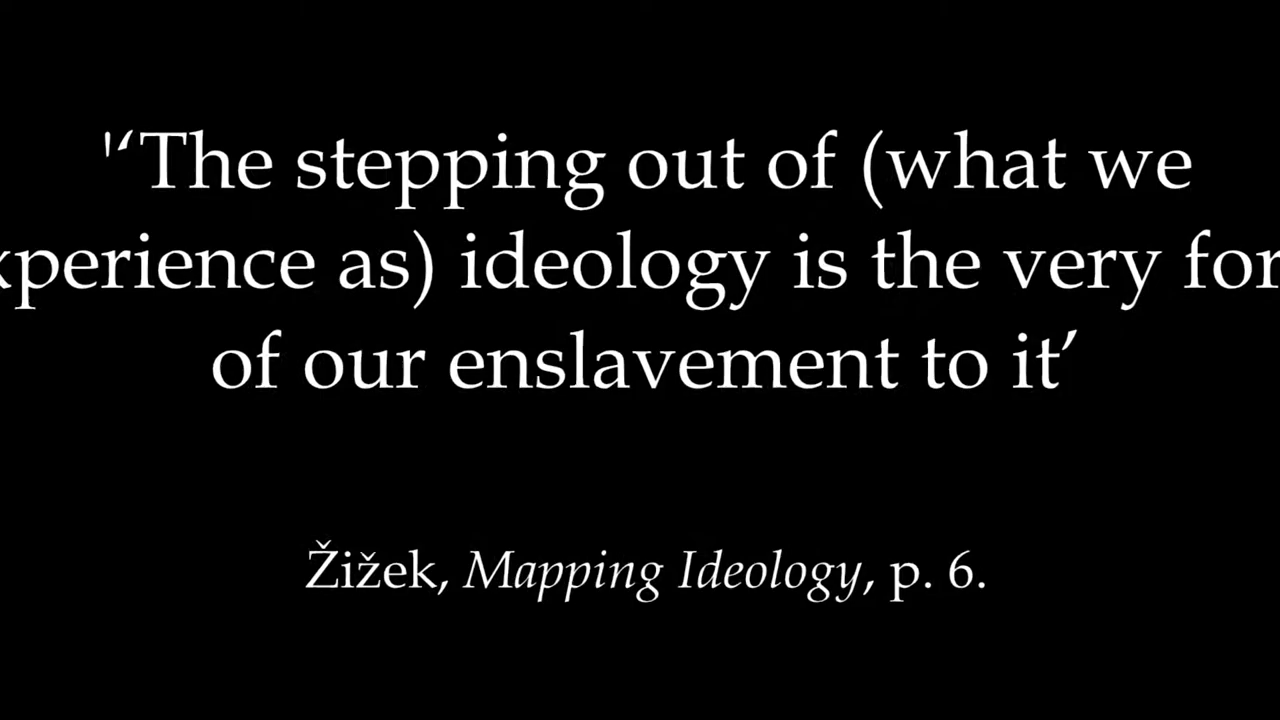 '‘The stepping out of (what we
xperience as) ideology is the very for
of our enslavement to it’
Žižek, Mapping Ideology, p. 6.